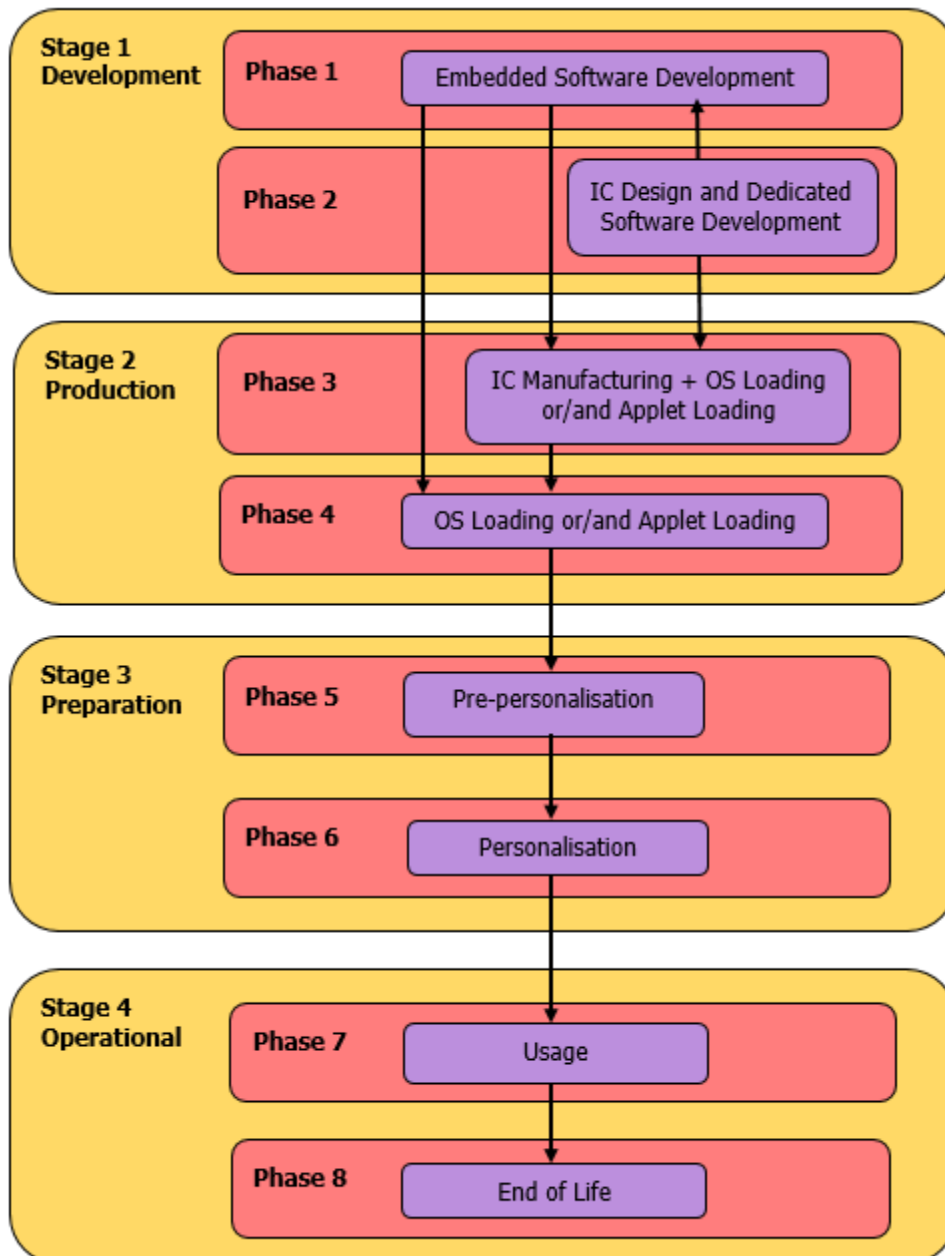 Stage 1
Development
Phase 1
Embedded Software Development
Phase 2
IC Design and Dedicated
Software Development
Stage 2
Production
Phase 3
IC Manufacturing + OS Loading
or/and Applet Loading
Phase 4
OS Loading or/and Applet Loading
Stage 3
Preparation
Phase 5
Pre-personalisation
Phase 6
Personalisation
Stage 4
Operational
Phase 7
Usage
Phase 8
End of Life